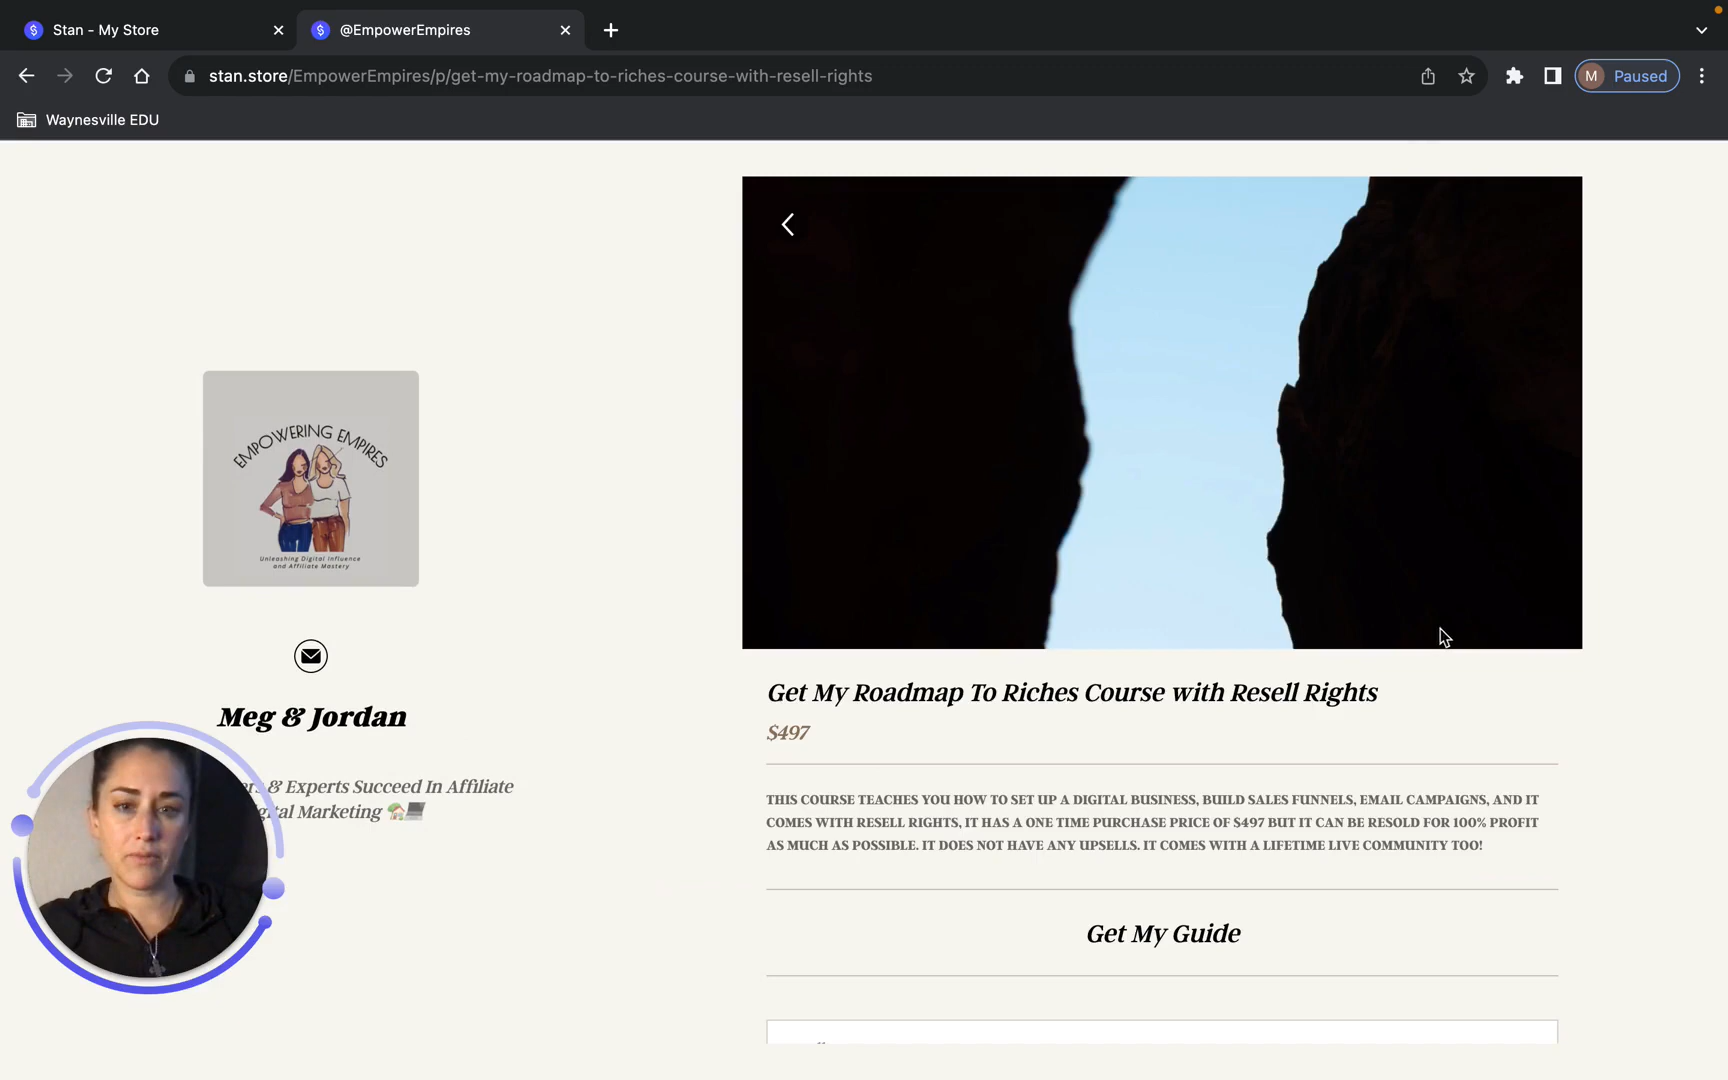 Stan - My Store
@EmpowerEmpires
stan.store/EmpowerEmpires/p/get-my-roadmap-to-riches-course-with-resell-rights
M
Paused
Waynesville EDU
EMPOWERING EMPIRES
Unleashing Digital Influence
and Affiliate Mastery
Meg & Jordan
& Experts Succeed In Affiliate
Marketing 🏡💻
Get My Roadmap To Riches Course with Resell Rights
$497
THIS COURSE TEACHES YOU HOW TO SET UP A DIGITAL BUSINESS, BUILD SALES FUNNELS, EMAIL CAMPAIGNS, AND IT
COMES WITH RESELL RIGHTS, IT HAS A ONE TIME PURCHASE PRICE OF $497 BUT IT CAN BE RESOLD FOR 100% PROFIT
AS MUCH AS POSSIBLE. IT DOES NOT HAVE ANY UPSELLS. IT COMES WITH A LIFETIME LIVE COMMUNITY TOO!
Get My Guide